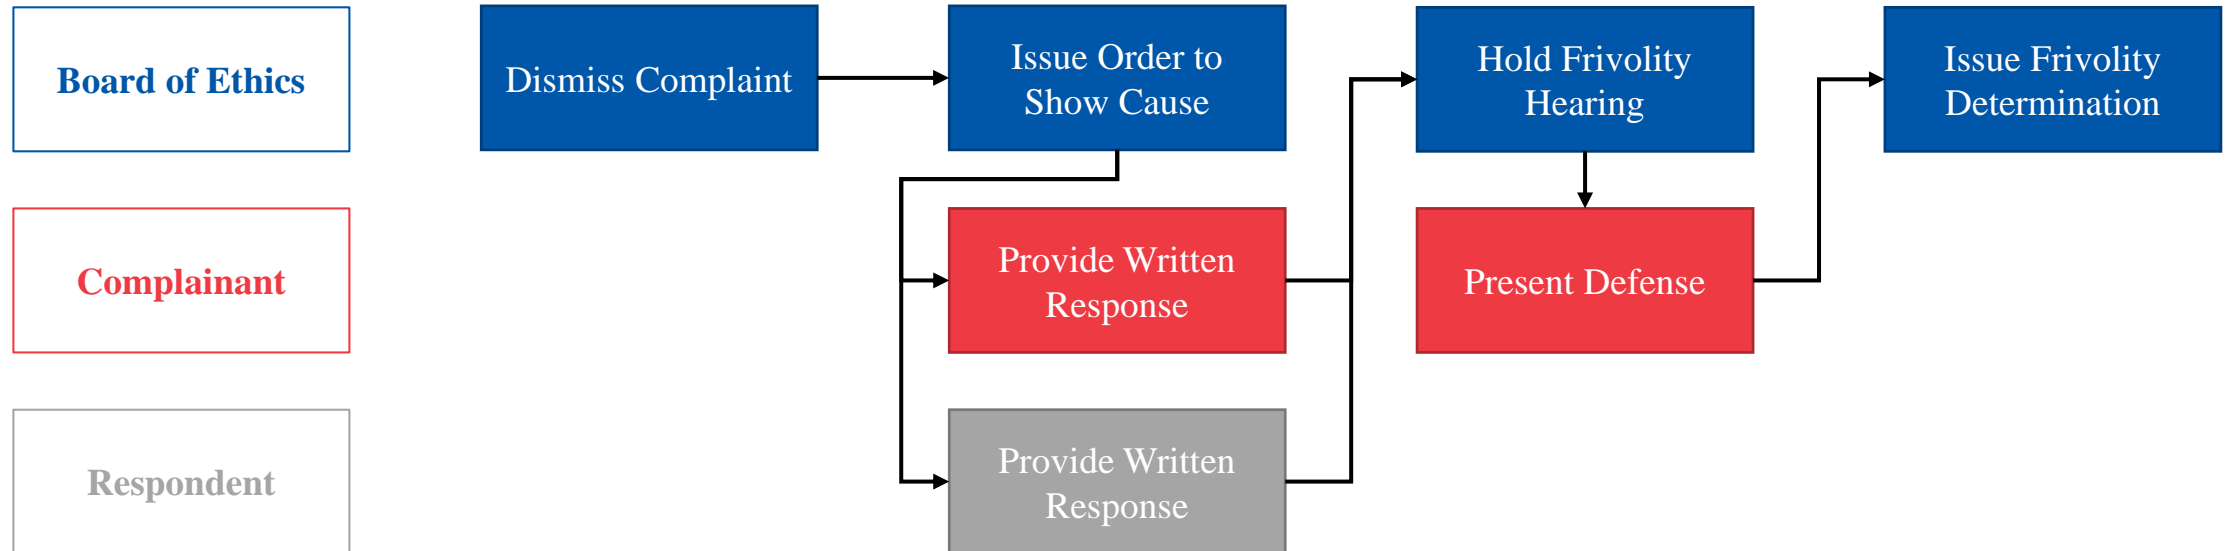 Board of Ethics
Dismiss Complaint
Issue Order to
Show Cause
Hold Frivolity
Hearing
Issue Frivolity
Determination
Complainant
Provide Written
Response
Present Defense
Respondent
Provide Written
Response